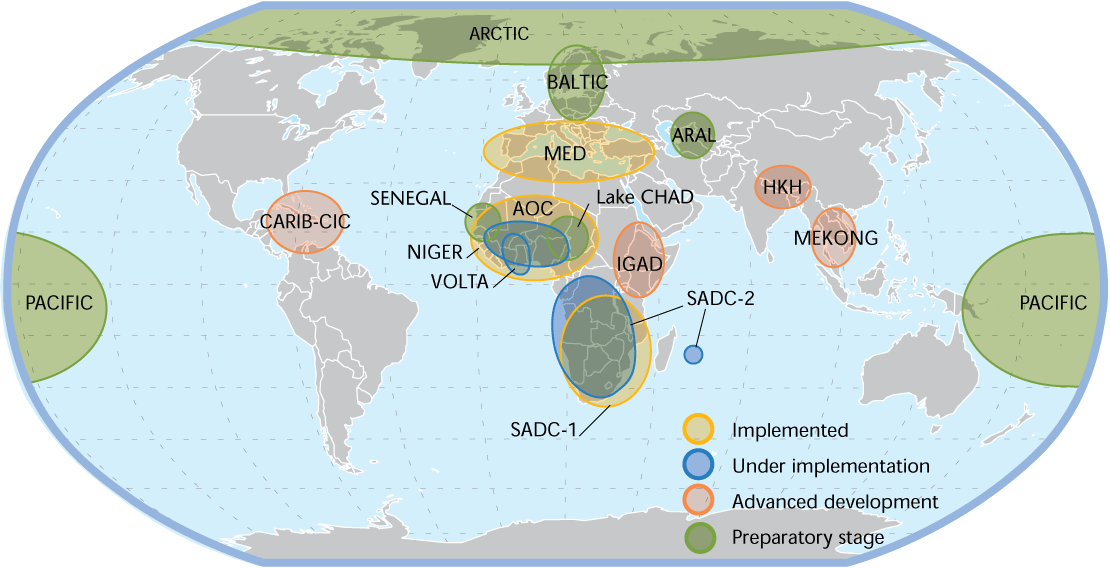 ARCTIC
BALTIC
ARAL
MED
HKH
SENEGAL
Lake CHAD
AOC
CARIB-CIC
MEKONG
NIGER
IGAD
VOLTA
PACIFIC
SADC-2
PACIFIC
SADC-1
Implemented
Under implementation
Advanced development
Preparatory stage